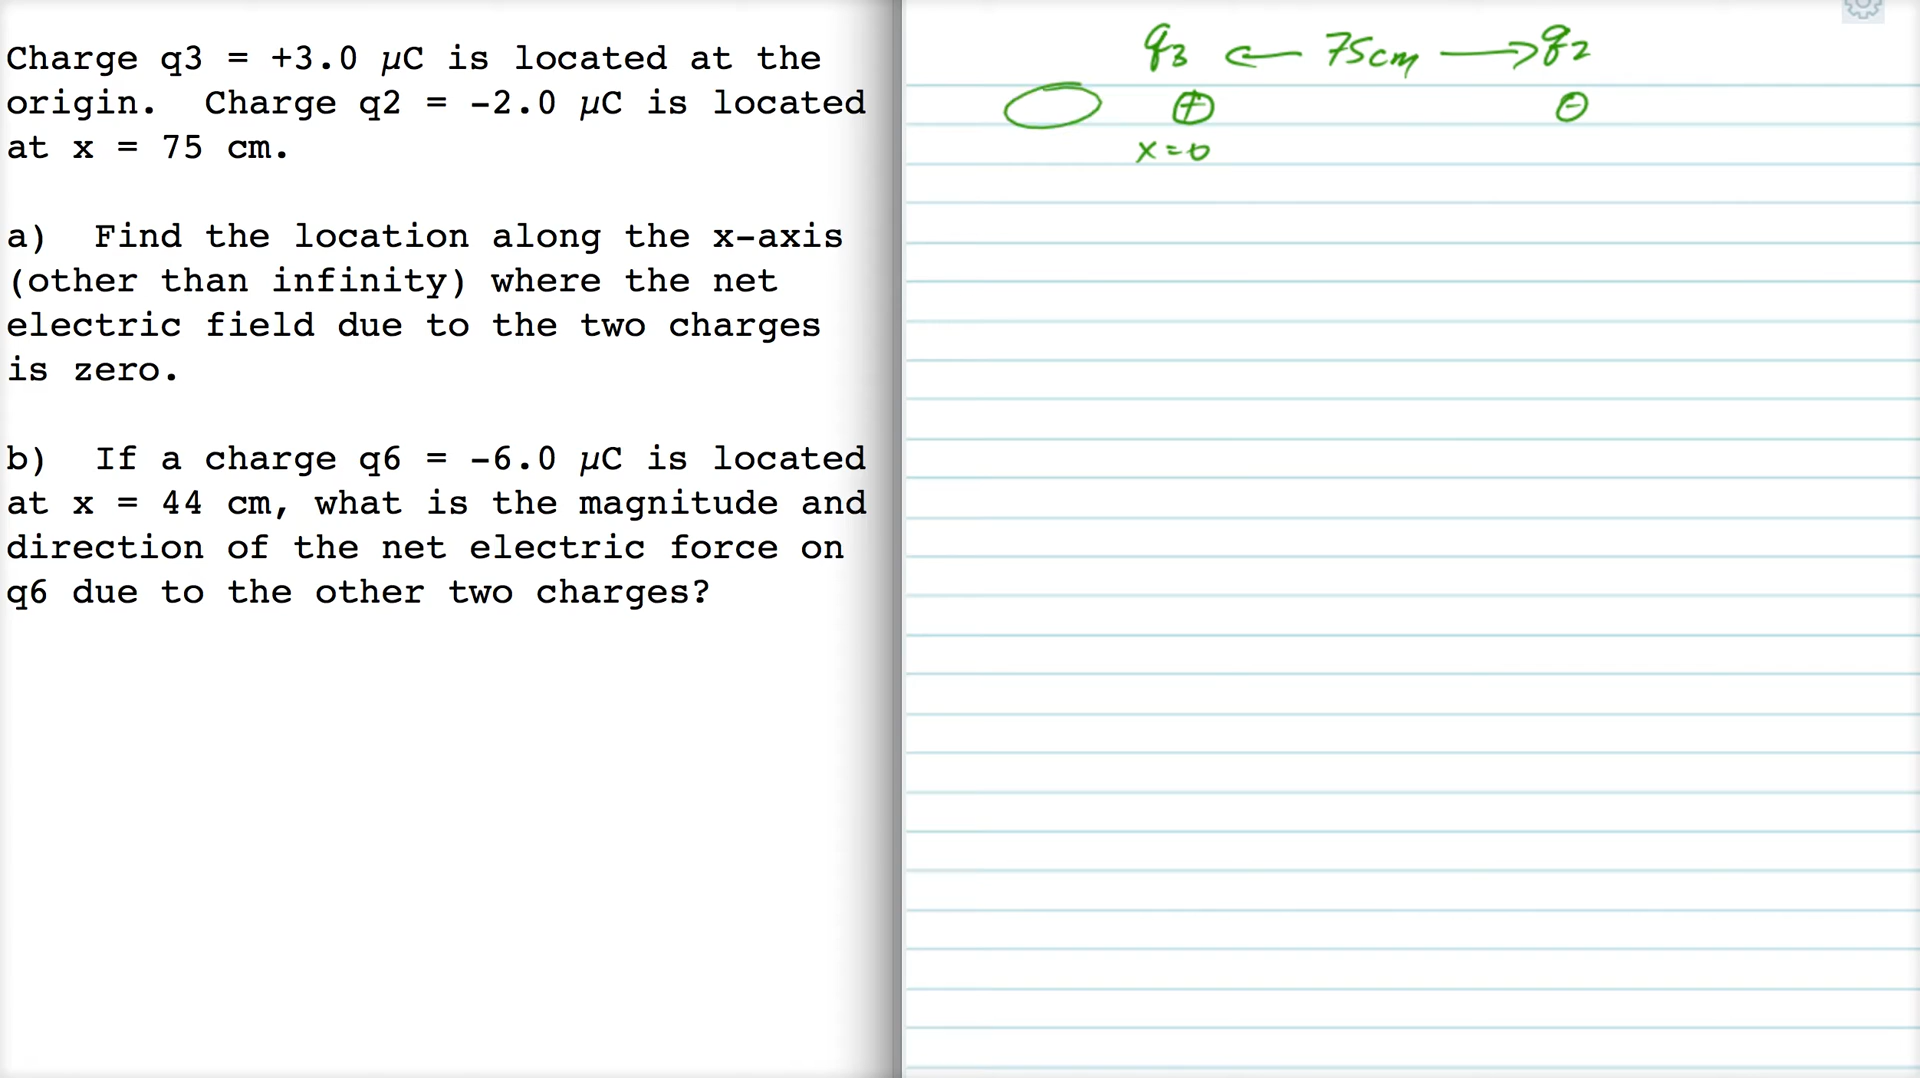 Charge q3 = +3.0 µC is located at the
origin.  Charge q2 = -2.0 µC is located
at x = 75 cm.
a)  Find the location along the x-axis
(other than infinity) where the net
electric field due to the two charges
is zero.
b)  If a charge q6 = -6.0 µC is located
at x = 44 cm, what is the magnitude and
direction of the net electric force on
q6 due to the other two charges?
q3 ← 75cm → q2
+ -
x=0